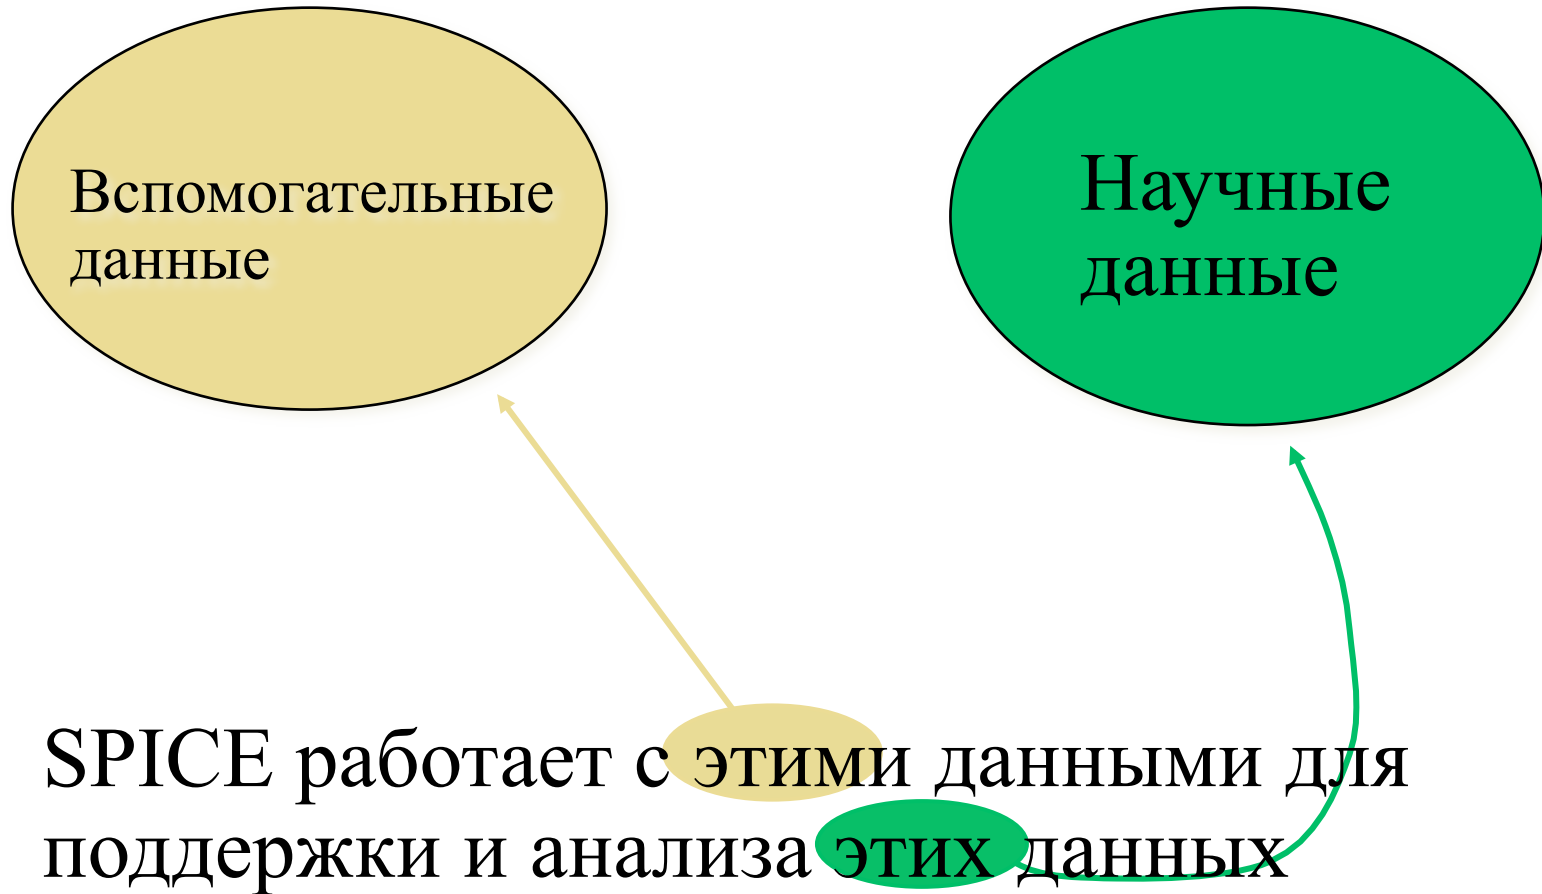 Вспомогательные
данные
Научные
данные
SPICE работает с этими данными для
поддержки и анализа этих данных